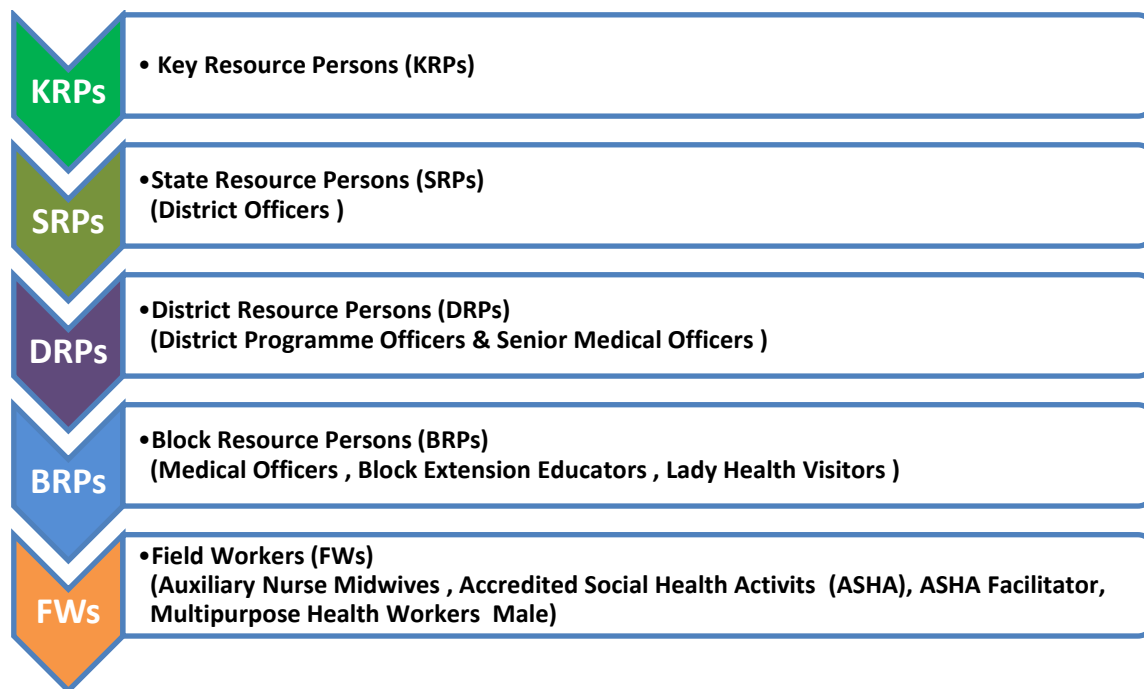 KRPs
• Key Resource Persons (KRPs)
SRPs
•State Resource Persons (SRPs)
(District Officers )
DRPs
•District Resource Persons (DRPs)
(District Programme Officers & Senior Medical Officers )
BRPs
•Block Resource Persons (BRPs)
(Medical Officers , Block Extension Educators , Lady Health Visitors )
FWs
•Field Workers (FWs)
(Auxiliary Nurse Midwives , Accredited Social Health Activits (ASHA), ASHA Facilitator,
Multipurpose Health Workers Male)